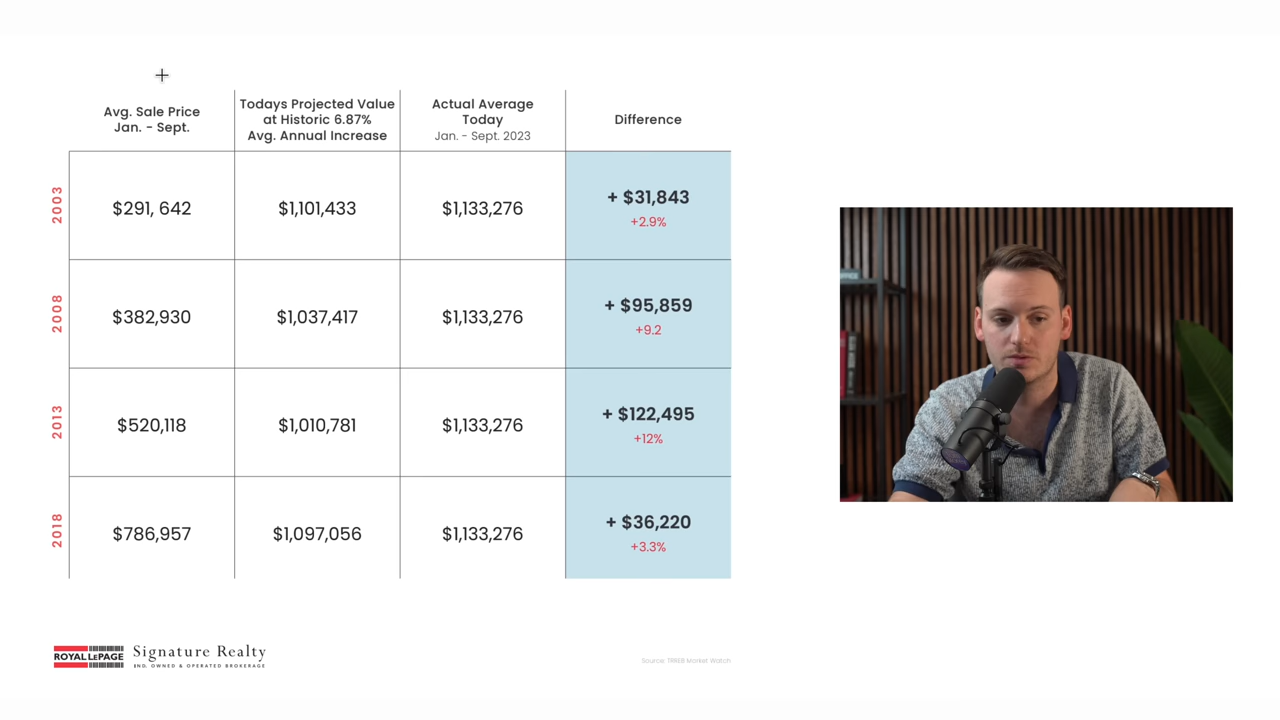 Avg. Sale Price
Jan. - Sept.
Todays Projected Value
at Historic 6.87%
Avg. Annual Increase
Actual Average
Today
Jan. - Sept. 2023
Difference
2003
$291, 642
$1,101,433
$1,133,276
+ $31,843
+2.9%
2008
$382,930
$1,037,417
$1,133,276
+ $95,859
+9.2
2013
$520,118
$1,010,781
$1,133,276
+ $122,495
+12%
2018
$786,957
$1,097,056
$1,133,276
+ $36,220
+3.3%
ROYAL LEPAGE
Signature Realty
IND. OWNED & OPERATED BROKERAGE
Source: TRREB Market Watch